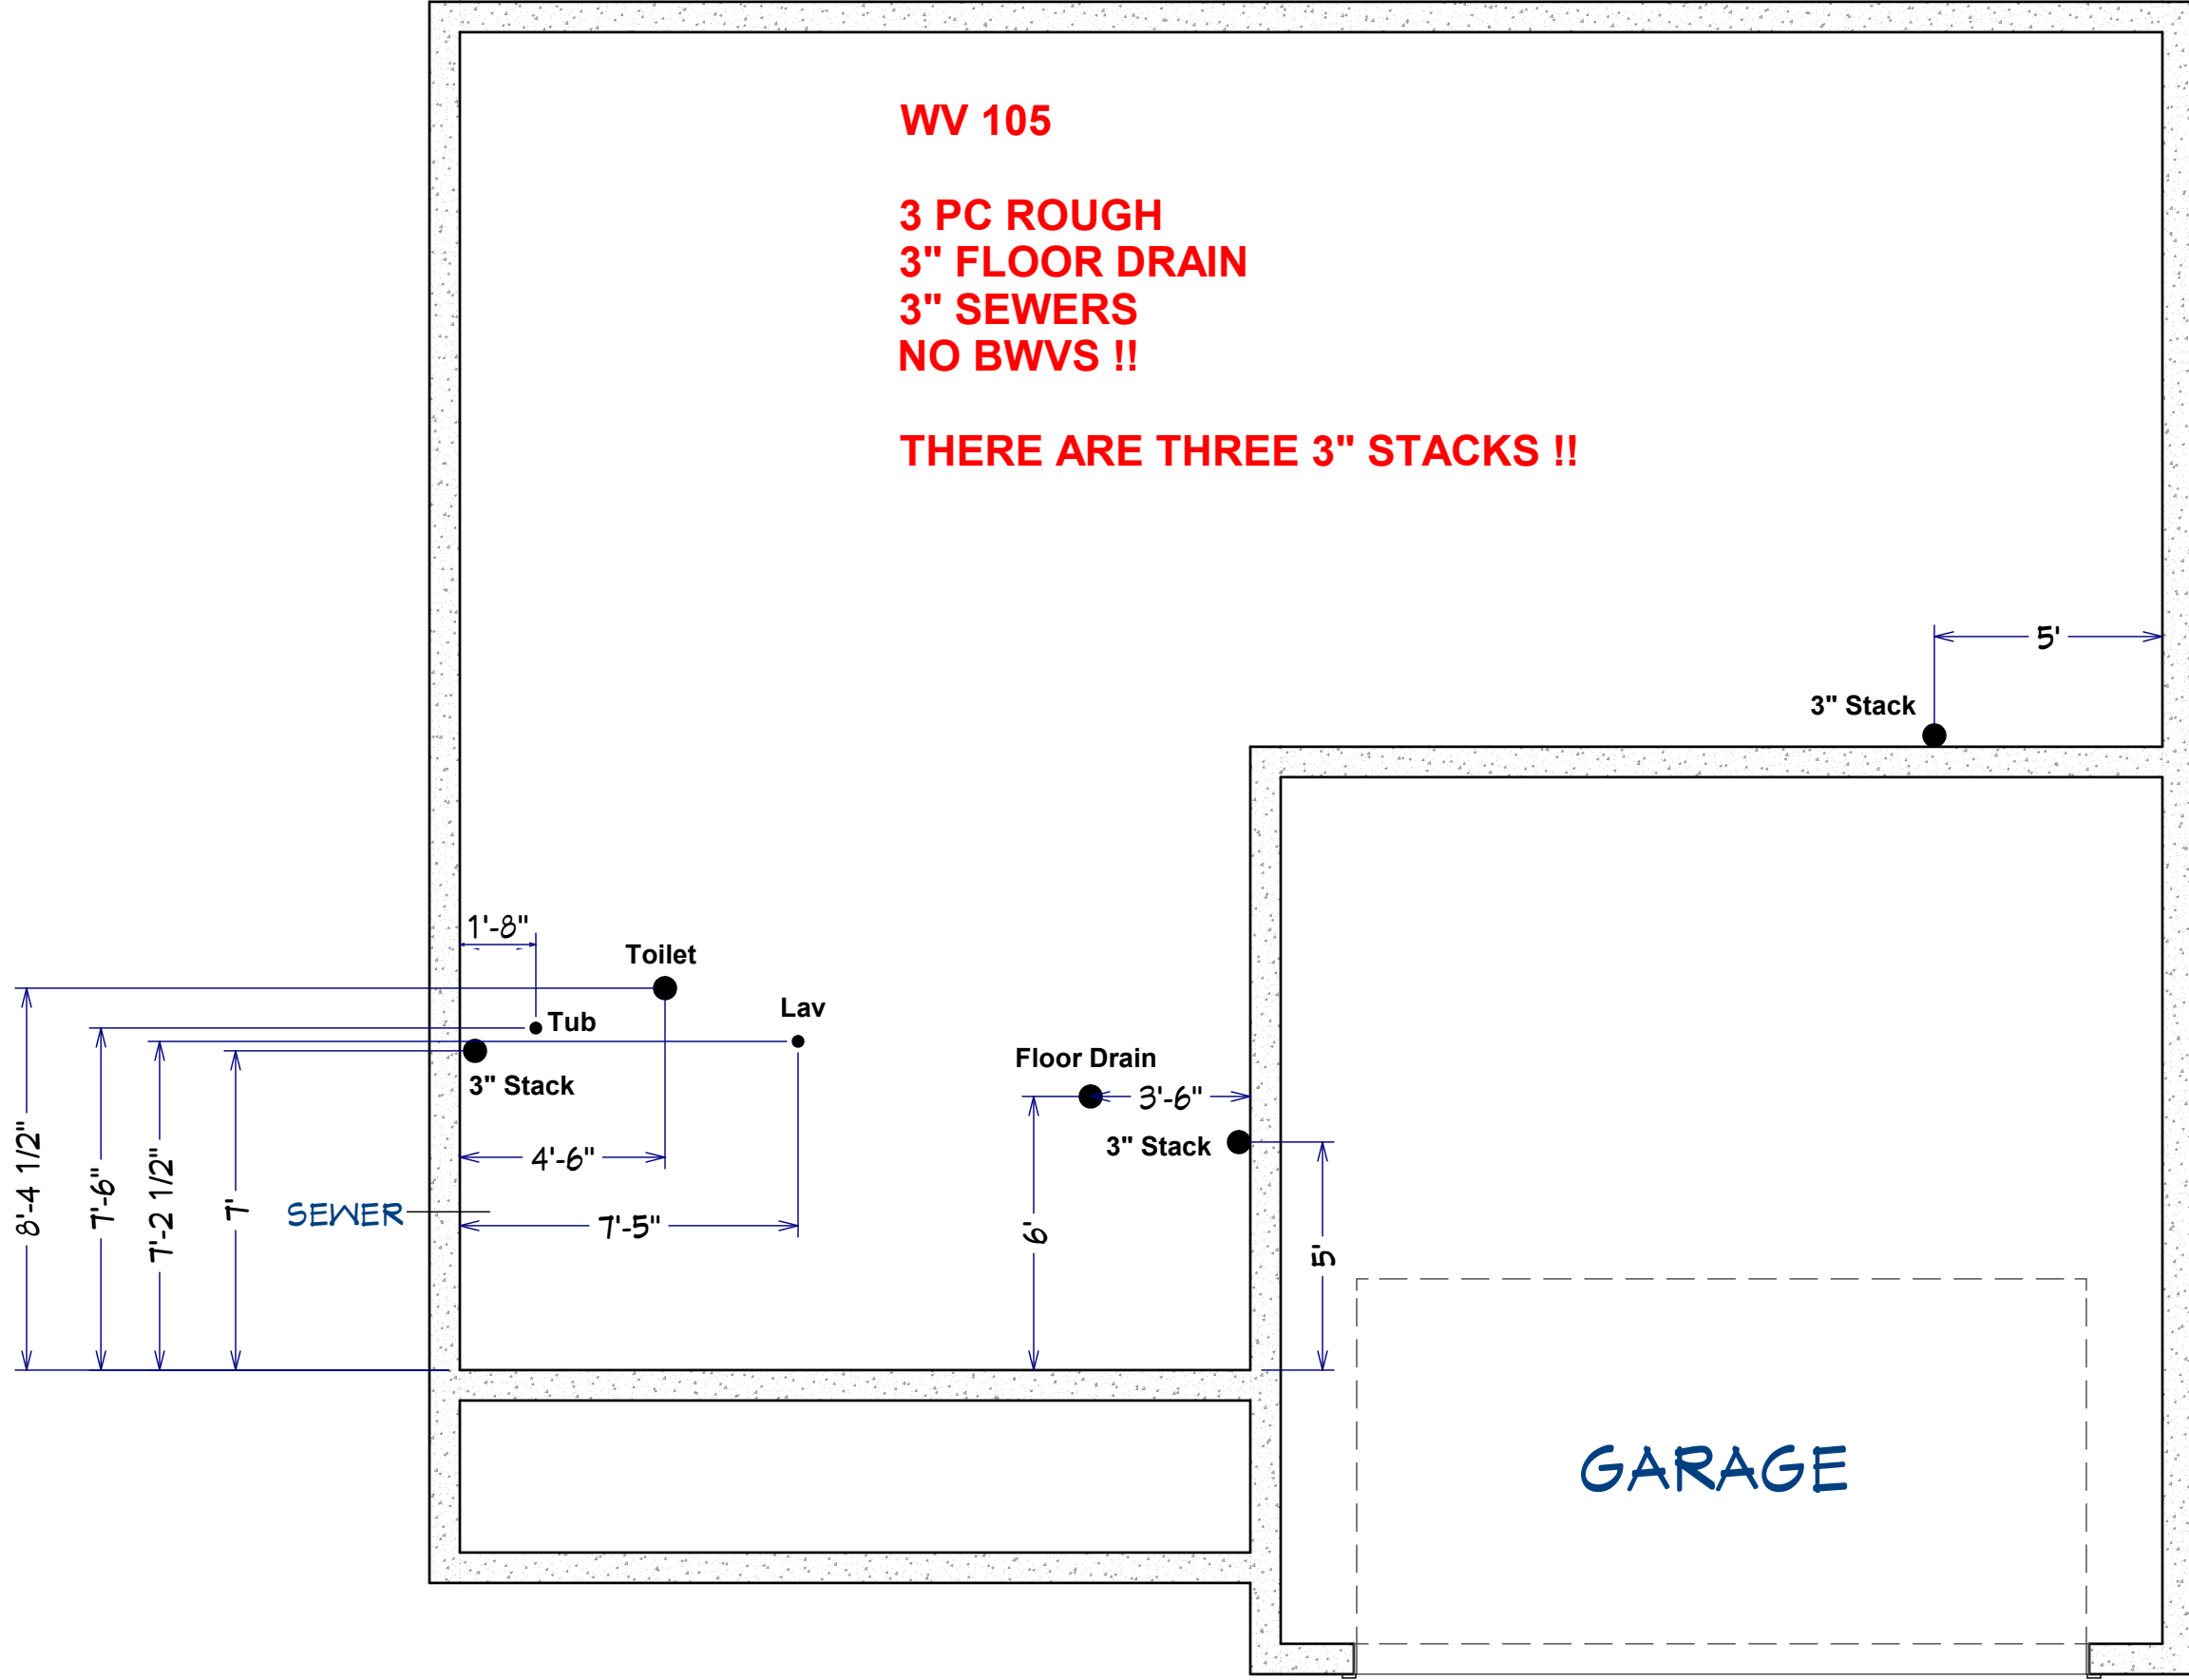 WV 105
3 PC ROUGH
3" FLOOR DRAIN
3" SEWERS
NO BWVS !!
THERE ARE THREE 3" STACKS !!
5'
3" Stack
1'-8"
Toilet
Tub
Lav
3" Stack
Floor Drain
3'-6"
3" Stack
4'-6"
7'-5"
SEWER
8'-4 1/2"
7'-6"
7'-2 1/2"
7'
6'
5'
GARAGE